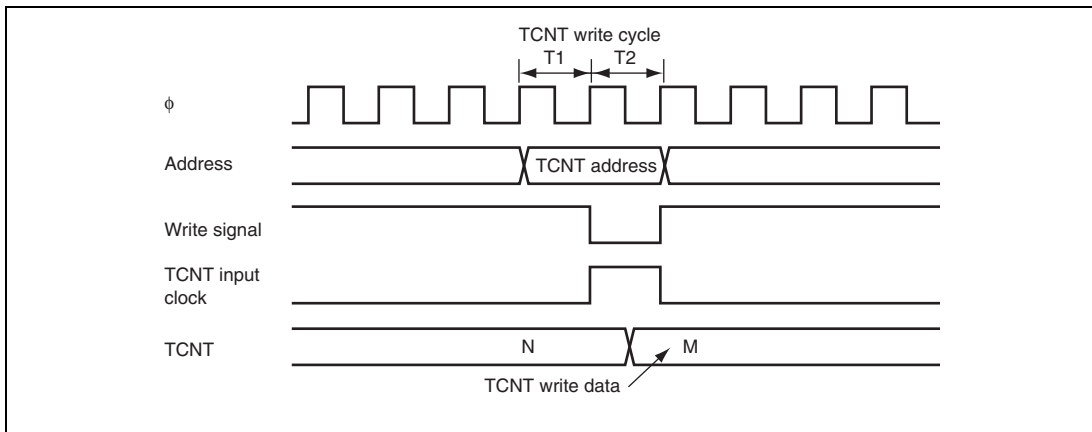 TCNT write cycle
T1 T2
ϕ
Address
TCNT address
Write signal
TCNT input
clock
TCNT
N M
TCNT write data